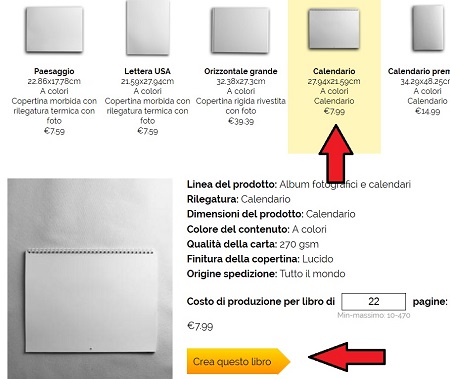 Paesaggio
22.86x17.78cm
A colori
Copertina morbida con
rilegatura termica con
foto
€7.59
Lettera USA
21.59x27.94cm
A colori
Copertina morbida con
rilegatura termica con
foto
€7.59
Orizzontale grande
32.38x27.3cm
A colori
Copertina rigida rivestita
con foto
€39.39
Calendario
27.94x21.59cm
A colori
Calendario
€7.99
Calendario prem
34.29x48.25c
A colori
Calendario
€14.99
Linea del prodotto: Album fotografici e calendari
Rilegatura: Calendario
Dimensioni del prodotto: Calendario
Colore del contenuto: A colori
Qualità della carta: 270 gsm
Finitura della copertina: Lucido
Origine spedizione: Tutto il mondo
Costo di produzione per libro di 22 pagine:
Min-massimo: 10-470
€7.99
Crea questo libro